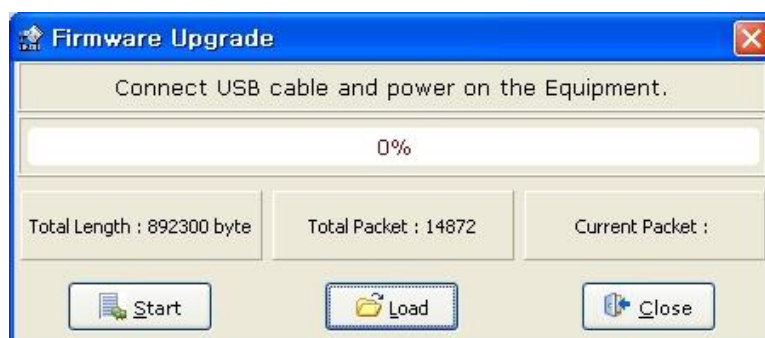 Firmware Upgrade
Connect USB cable and power on the Equipment.
0%
Total Length : 892300 byte
Total Packet : 14872
Current Packet :
Start
Load
Close